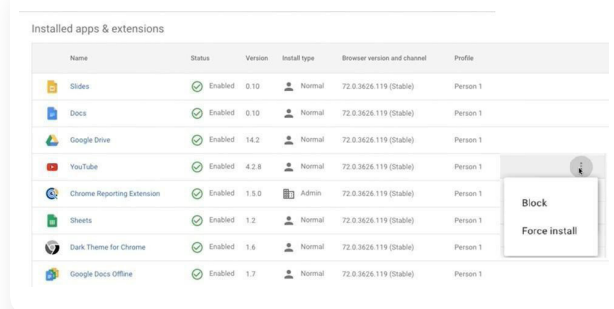 Installed apps & extensions
Name Status Version Install type Browser version and channel Profile
Slides Enabled 0.10 Normal 72.0.3626.119 (Stable) Person 1
Docs Enabled 0.10 Normal 72.0.3626.119 (Stable) Person 1
Google Drive Enabled 14.2 Normal 72.0.3626.119 (Stable) Person 1
YouTube Enabled 4.2.8 Normal 72.0.3626.119 (Stable) Person 1
Chrome Reporting Extension Enabled 1.5.0 Admin 72.0.3626.119 (Stable) Person 1
Block
Sheets Enabled 1.2 Normal 72.0.3626.119 (Stable) Person 1
Force install
Dark Theme for Chrome Enabled 1.6 Normal 72.0.3626.119 (Stable) Person 1
Google Docs Offline Enabled 1.7 Normal 72.0.3626.119 (Stable) Person 1